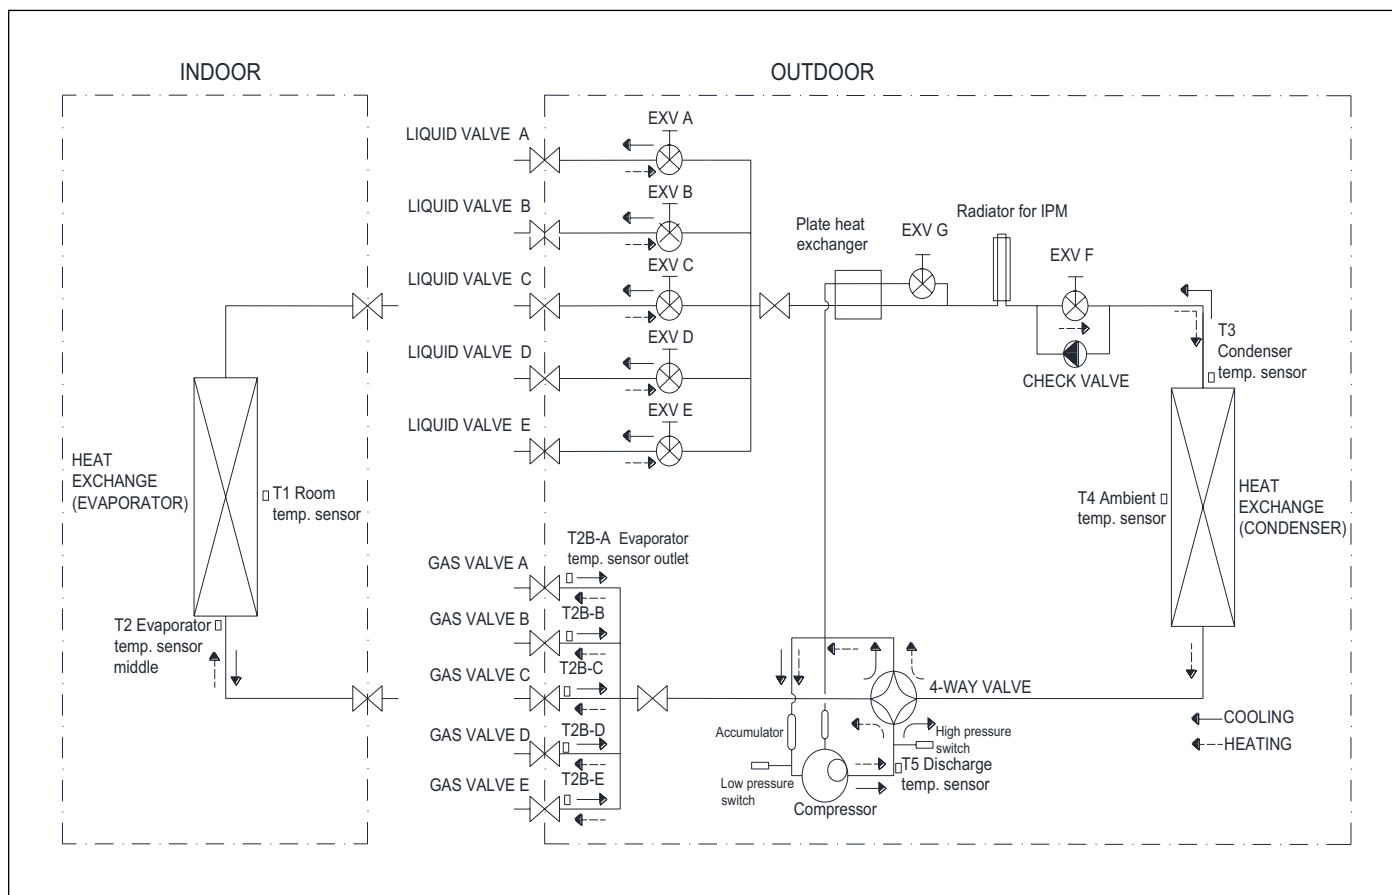 INDOOR
OUTDOOR
LIQUID VALVE A
EXV A
LIQUID VALVE B
EXV B
LIQUID VALVE C
EXV C
LIQUID VALVE D
EXV D
LIQUID VALVE E
EXV E
Plate heat
exchanger
EXV G
Radiator for IPM
EXV F
CHECK VALVE
T3
Condenser
temp. sensor
HEAT
EXCHANGE
(EVAPORATOR)
T1 Room
temp. sensor
T2 Evaporator
temp. sensor
middle
T4 Ambient
temp. sensor
HEAT
EXCHANGE
(CONDENSER)
T2B-A Evaporator
temp. sensor outlet
GAS VALVE A
GAS VALVE B
T2B-B
GAS VALVE C
T2B-C
GAS VALVE D
T2B-D
GAS VALVE E
T2B-E
4-WAY VALVE
Accumulator
High pressure
switch
Low pressure
switch
Compressor
T5 Discharge
temp. sensor
COOLING
HEATING